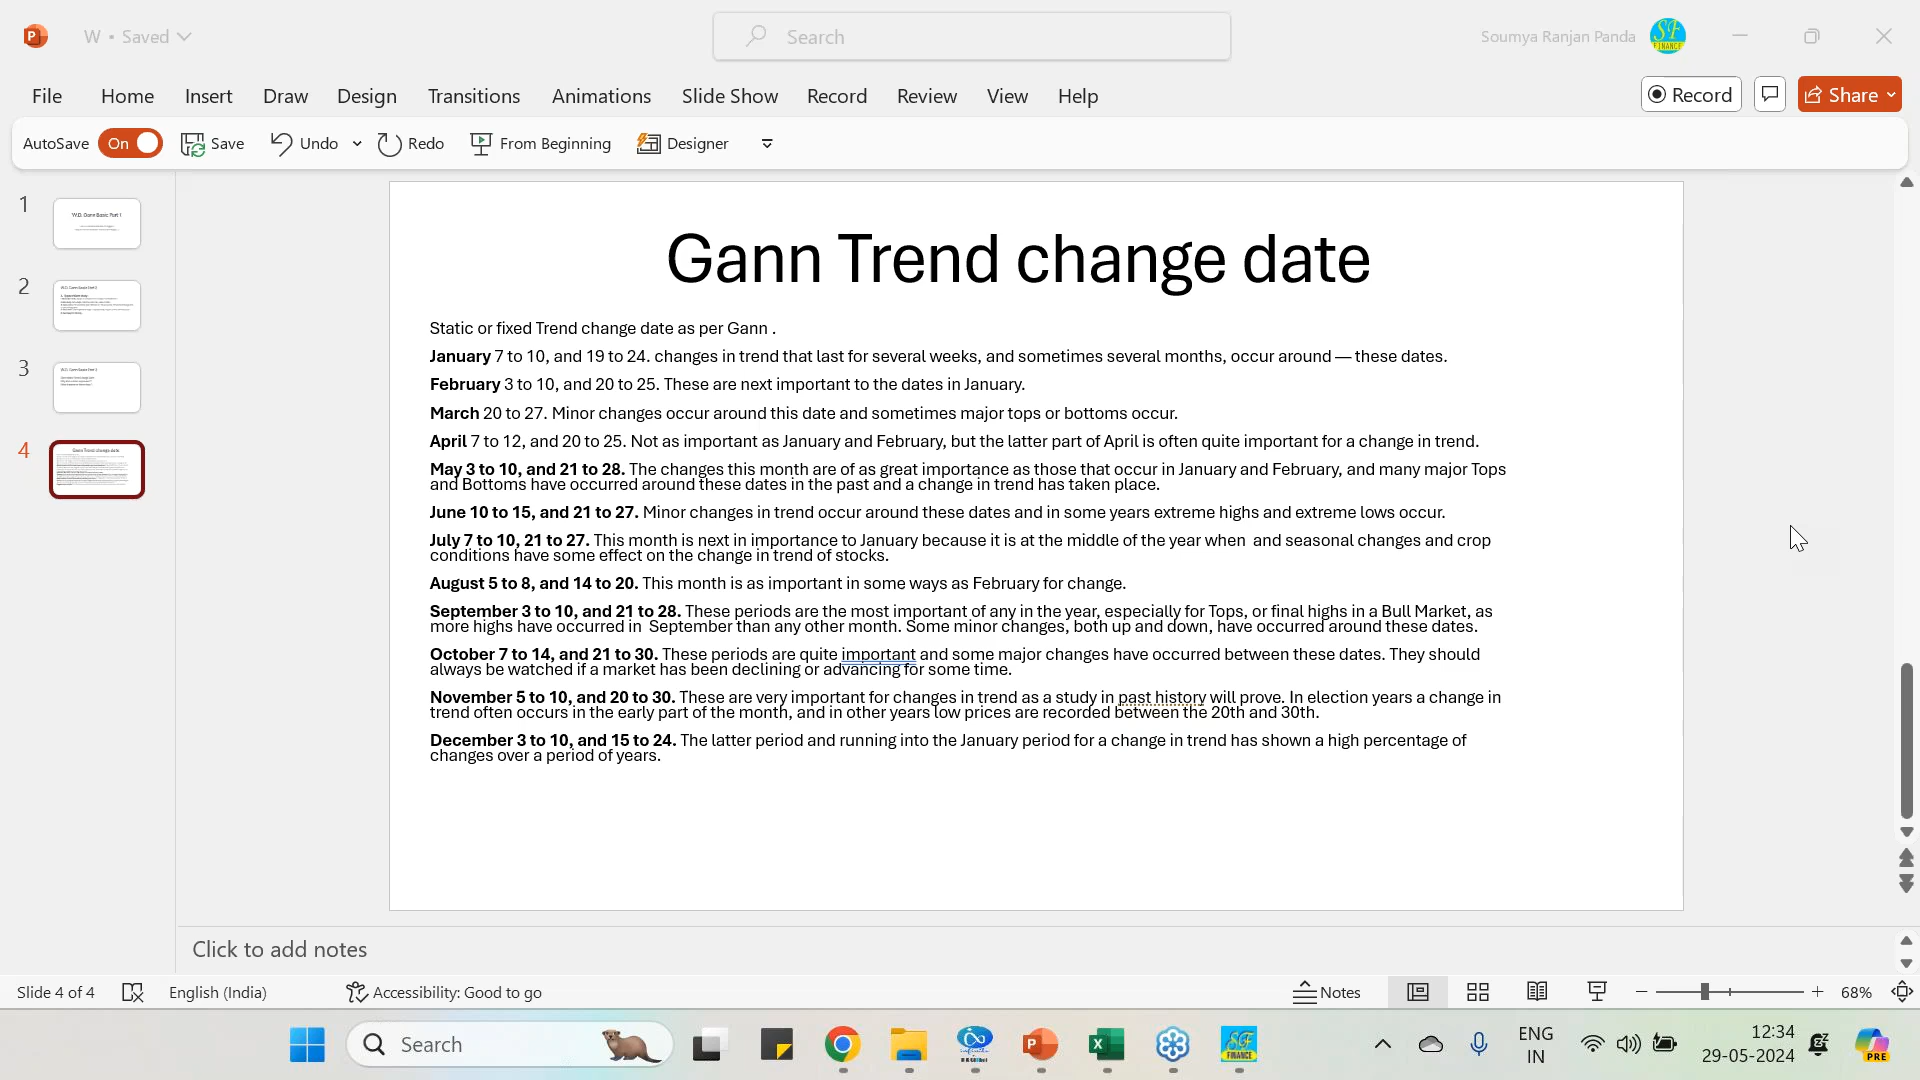 W • Saved
Search
Soumya Ranjan Panda
SF
FINANCE
File Home Insert Draw Design Transitions Animations Slide Show Record Review View Help
Record
Share
AutoSave On Save Undo Redo From Beginning Designer
1
2
3
4
Gann Trend change date
Static or fixed Trend change date as per Gann .
January 7 to 10, and 19 to 24. changes in trend that last for several weeks, and sometimes several months, occur around — these dates.
February 3 to 10, and 20 to 25. These are next important to the dates in January.
March 20 to 27. Minor changes occur around this date and sometimes major tops or bottoms occur.
April 7 to 12, and 20 to 25. Not as important as January and February, but the latter part of April is often quite important for a change in trend.
May 3 to 10, and 21 to 28. The changes this month are of as great importance as those that occur in January and February, and many major Tops
and Bottoms have occurred around these dates in the past and a change in trend has taken place.
June 10 to 15, and 21 to 27. Minor changes in trend occur around these dates and in some years extreme highs and extreme lows occur.
July 7 to 10, 21 to 27. This month is next in importance to January because it is at the middle of the year when  and seasonal changes and crop
conditions have some effect on the change in trend of stocks.
August 5 to 8, and 14 to 20. This month is as important in some ways as February for change.
September 3 to 10, and 21 to 28. These periods are the most important of any in the year, especially for Tops, or final highs in a Bull Market, as
more highs have occurred in  September than any other month. Some minor changes, both up and down, have occurred around these dates.
October 7 to 14, and 21 to 30. These periods are quite important and some major changes have occurred between these dates. They should
always be watched if a market has been declining or advancing for some time.
November 5 to 10, and 20 to 30. These are very important for changes in trend as a study in past history will prove. In election years a change in
trend often occurs in the early part of the month, and in other years low prices are recorded between the 20th and 30th.
December 3 to 10, and 15 to 24. The latter period and running into the January period for a change in trend has shown a high percentage of
changes over a period of years.
Click to add notes
Slide 4 of 4
English (India)
Accessibility: Good to go
Notes
68%
Search
SF
FINANCE
ENG
IN
12:34
29-05-2024
PRE